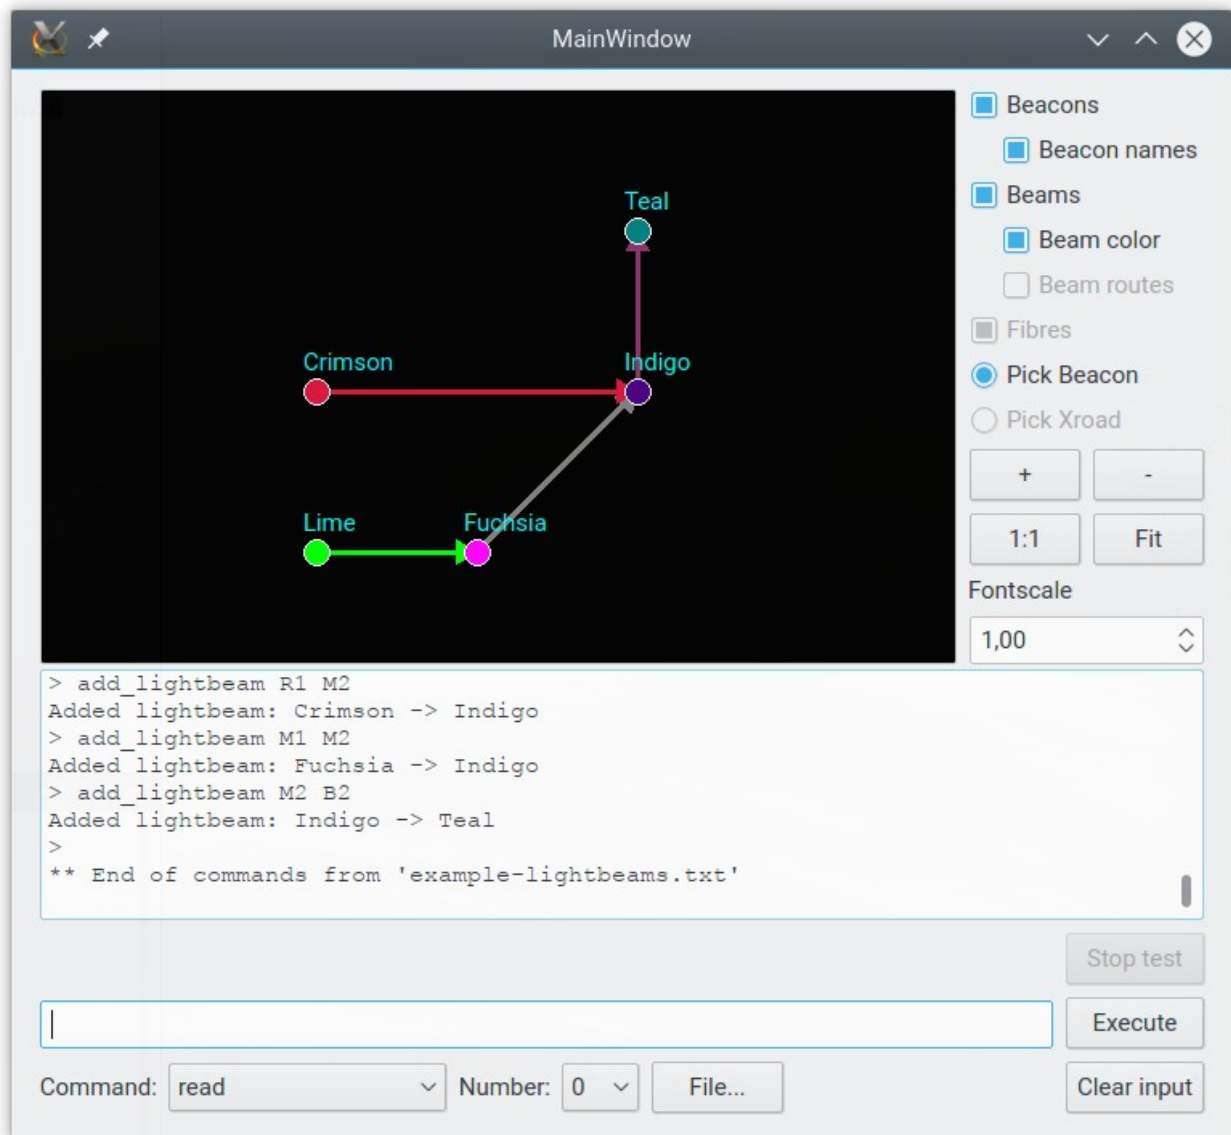 MainWindow
Beacons
Beacon names
Beams
Beam color
Beam routes
Fibres
Pick Beacon
Pick Xroad
+ -
1:1 Fit
Fontscale
1,00
Teal
Crimson Indigo
Lime Fuchsia
> add_lightbeam R1 M2
Added lightbeam: Crimson -> Indigo
> add_lightbeam M1 M2
Added lightbeam: Fuchsia -> Indigo
> add_lightbeam M2 B2
Added lightbeam: Indigo -> Teal
>
** End of commands from 'example-lightbeams.txt'
Stop test
Execute
Command: read Number: 0 File... Clear input